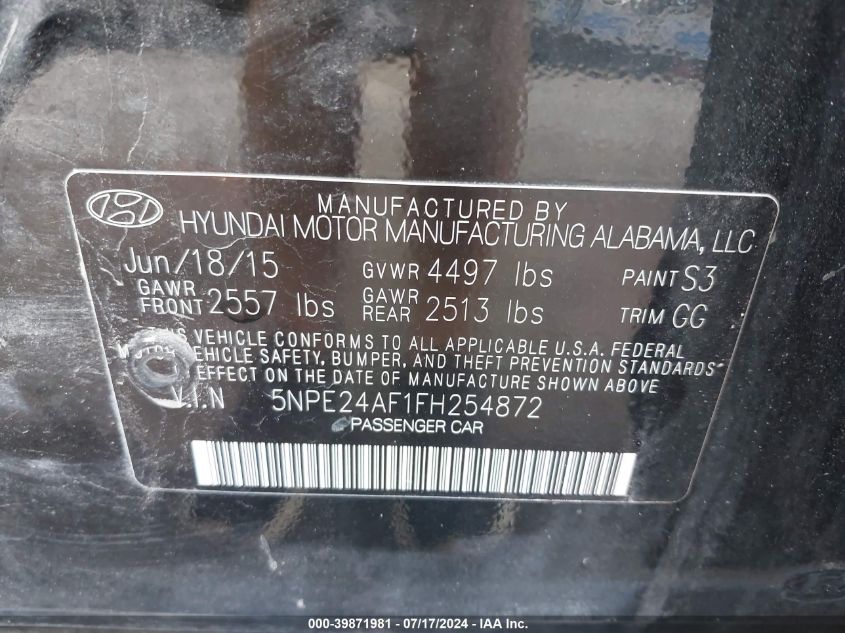 MANUFACTURED BY
HYUNDAI MOTOR MANUFACTURING ALABAMA, LLC
Jun/18/15 GVWR 4497 lbs PAINT S3
GAWR FRONT 2557 lbs GAWR REAR 2513 lbs TRIM GG
VEHICLE CONFORMS TO ALL APPLICABLE U.S.A. FEDERAL
VEHICLE SAFETY, BUMPER, AND THEFT PREVENTION STANDARDS
EFFECT ON THE DATE OF MANUFACTURE SHOWN ABOVE
V.I.N 5NPE24AF1FH254872
PASSENGER CAR
000-39871981 - 07/17/2024 - IAA Inc.